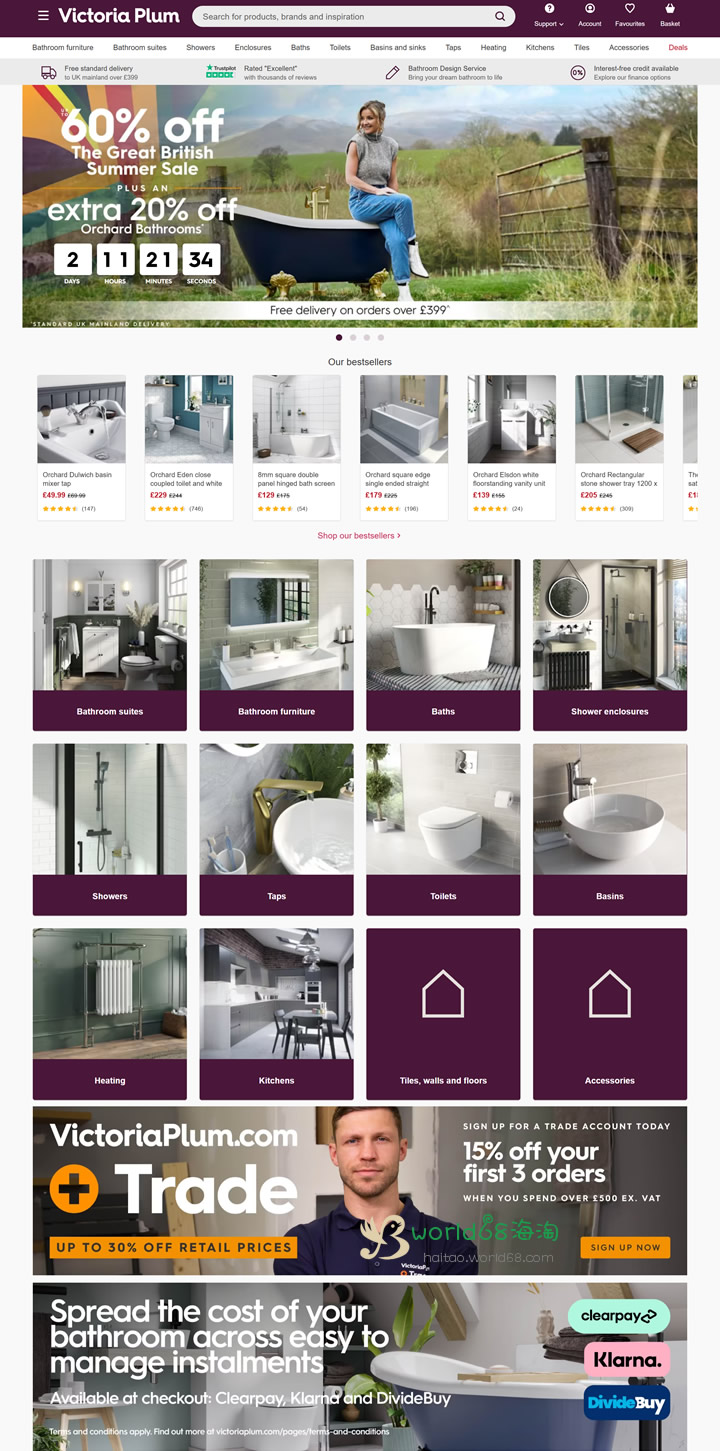 Victoria Plum
Search for products, brands and inspiration
Support
Account
Favourites
Basket
Bathroom furniture
Bathroom suites
Showers
Enclosures
Baths
Toilets
Basins and sinks
Taps
Heating
Kitchens
Tiles
Accessories
Deals
Free standard delivery
to UK mainland over £399
Trustpilot
Rated "Excellent"
with thousands of reviews
Bathroom Design Service
Bring your dream bathroom to life
0%
Interest-free credit available
Explore our finance options
UP TO
60% off
The Great British
Summer Sale
PLUS AN
extra 20% off
Orchard Bathrooms*
2 11 21 34
DAYS HOURS MINUTES SECONDS
Free delivery on orders over £399^
^STANDARD UK MAINLAND DELIVERY
Our bestsellers
Orchard Dulwich basin
mixer tap
£49.99 £69.99
(147)
Orchard Eden close
coupled toilet and white
£229 £244
(746)
8mm square double
panel hinged bath screen
£129 £175
(54)
Orchard square edge
single ended straight
£179 £225
(196)
Orchard Elsdon white
floorstanding vanity unit
£139 £155
(24)
Orchard Rectangular
stone shower tray 1200 x
£205 £245
(309)
Shop our bestsellers
Bathroom suites
Bathroom furniture
Baths
Shower enclosures
Showers
Taps
Toilets
Basins
Heating
Kitchens
Tiles, walls and floors
Accessories
VictoriaPlum.com
Trade
UP TO 30% OFF RETAIL PRICES
SIGN UP FOR A TRADE ACCOUNT TODAY
15% off your
first 3 orders
WHEN YOU SPEND OVER £500 EX. VAT
SIGN UP NOW
world68海淘
haitao.world68.com
Spread the cost of your
bathroom across easy to
manage instalments
Available at checkout: Clearpay, Klarna and DivideBuy
Terms and conditions apply. Find out more at victoriaplum.com/pages/terms-and-conditions
clearpay
Klarna.
DivideBuy